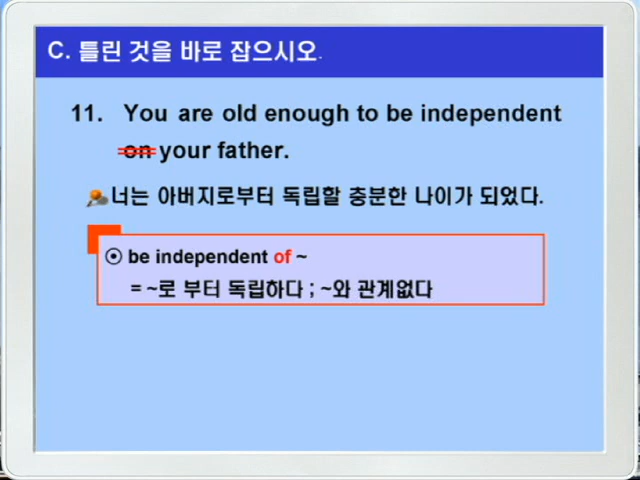 C. 틀린 것을 바로 잡으시오.
11. You are old enough to be independent
on your father.
너는 아버지로부터 독립할 충분한 나이가 되었다.
⊙ be independent of ~
= ~로 부터 독립하다 ; ~와 관계없다